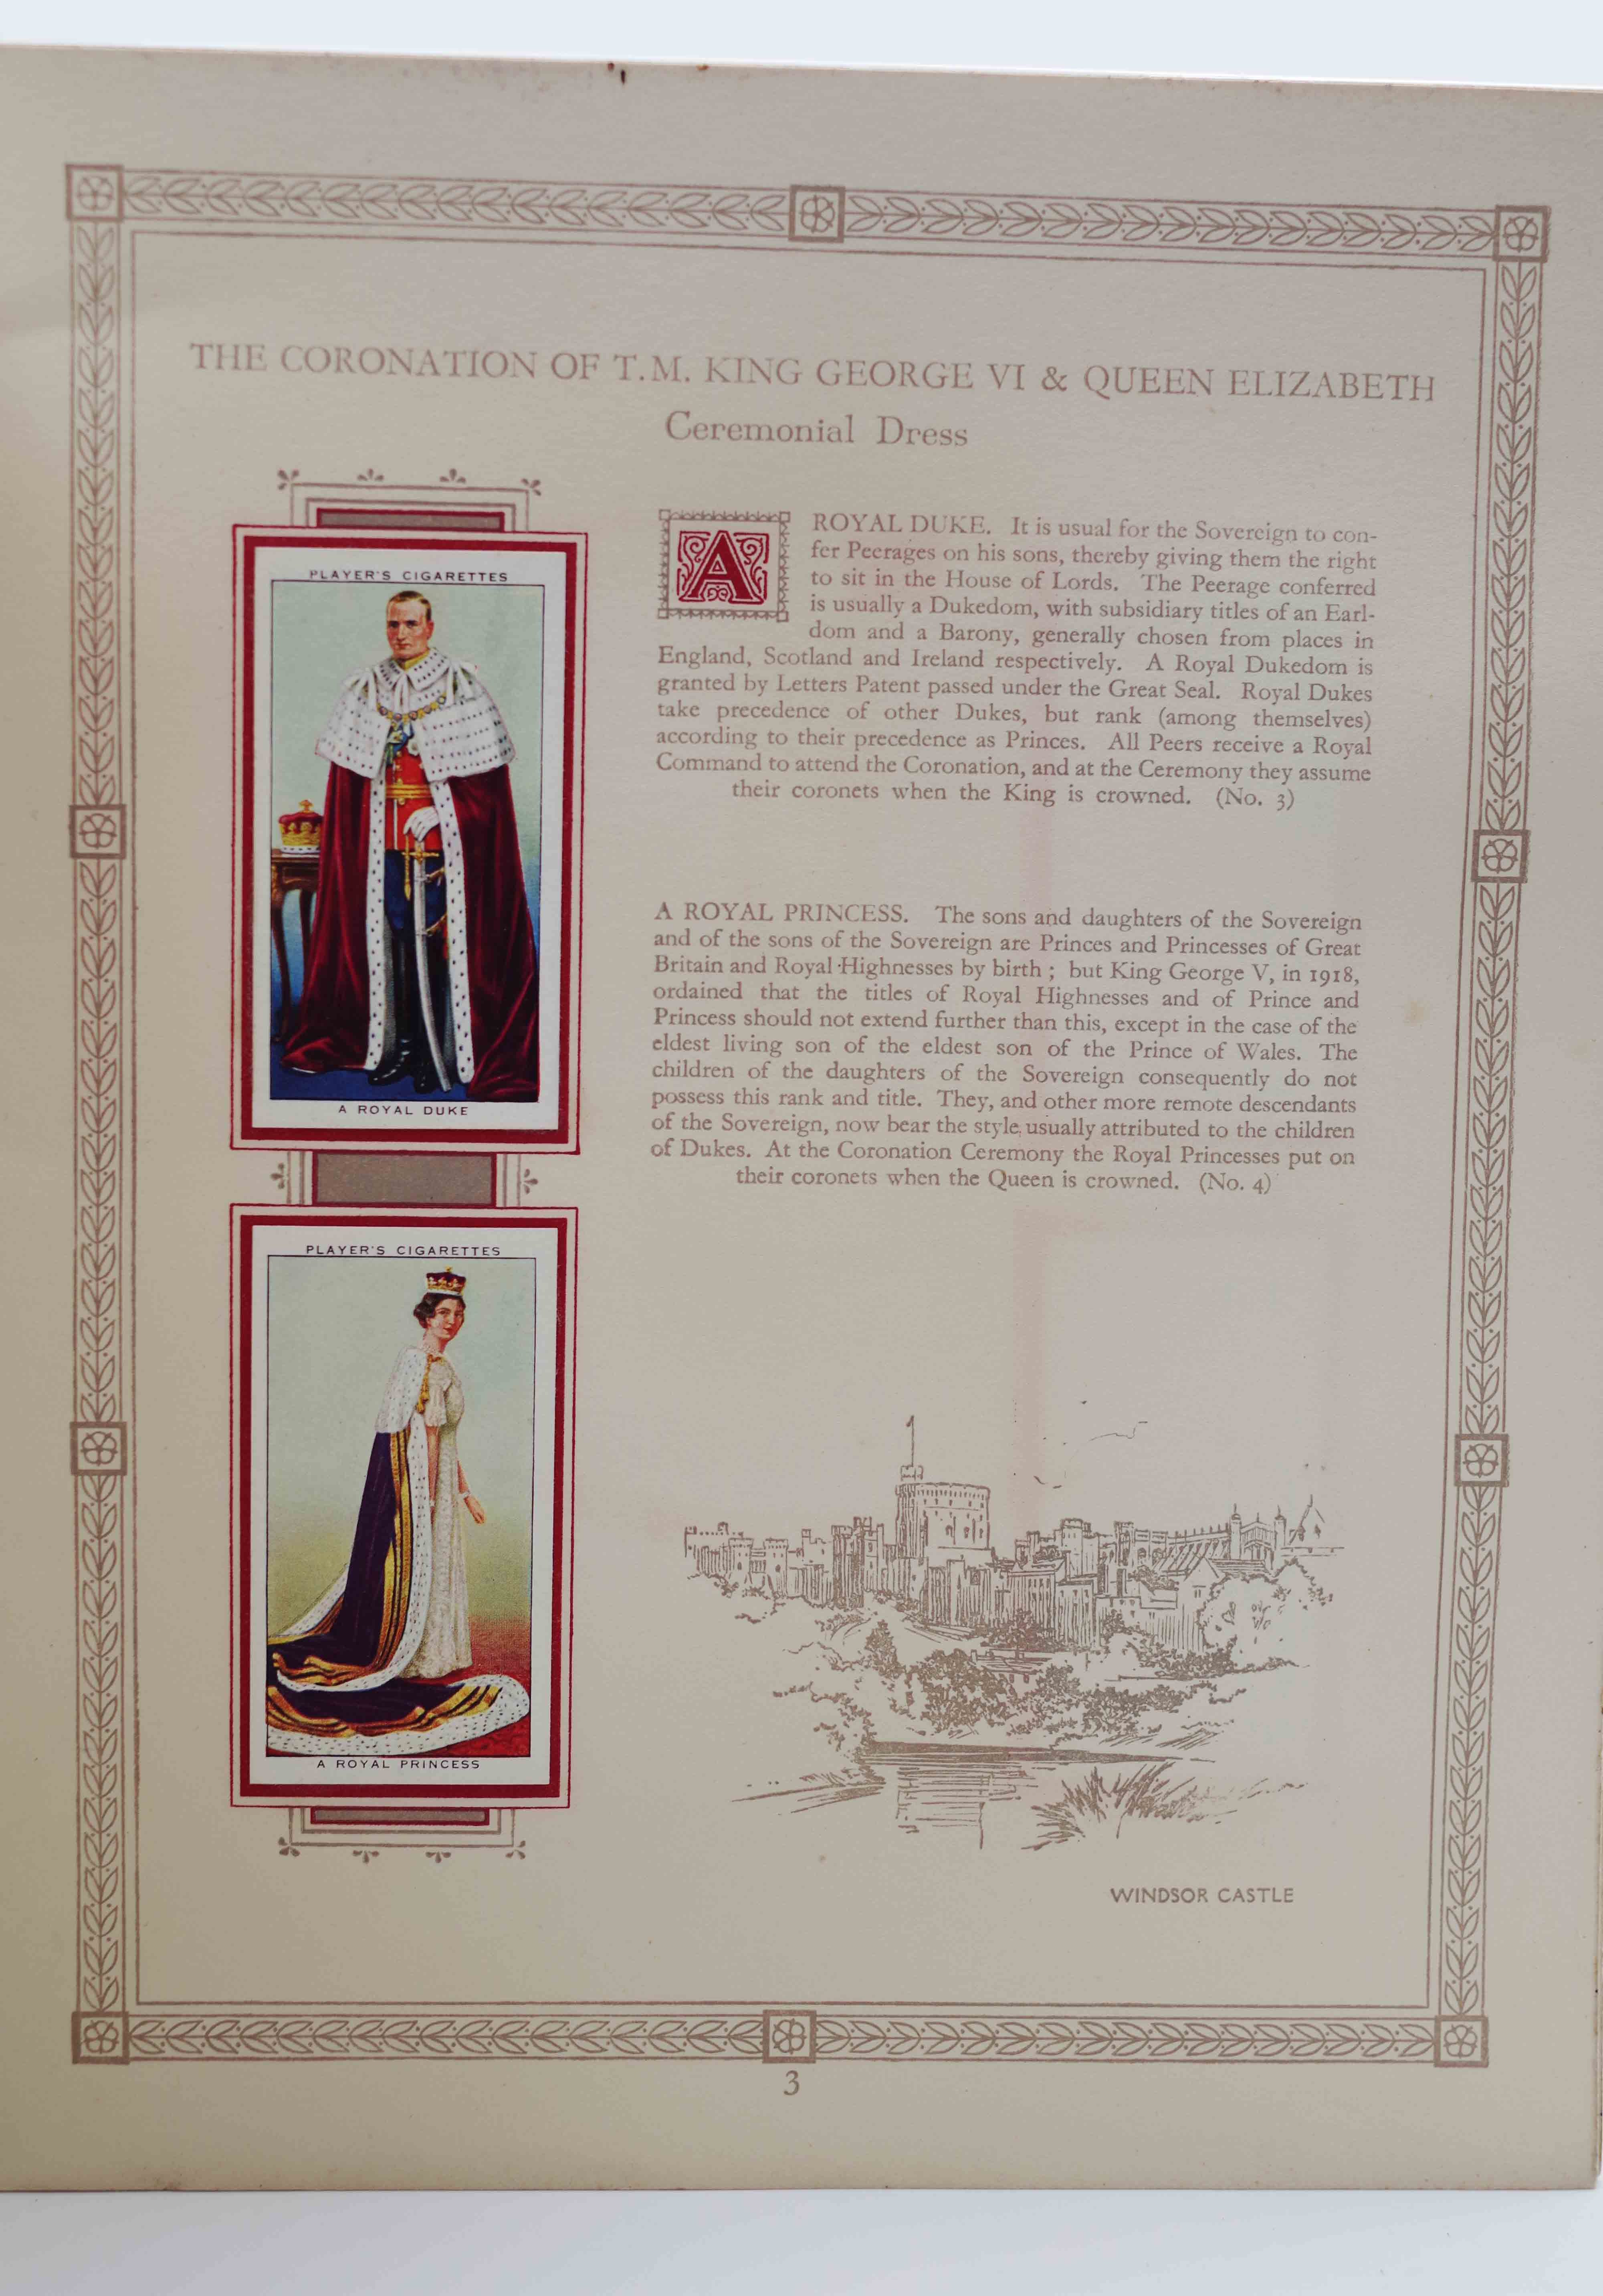 THE CORONATION OF T.M. KING GEORGE VI & QUEEN ELIZABETH
Ceremonial Dress
PLAYER'S CIGARETTES
A ROYAL DUKE
A ROYAL DUKE. It is usual for the Sovereign to con-
fer Peerages on his sons, thereby giving them the right
to sit in the House of Lords. The Peerage conferred
is usually a Dukedom, with subsidiary titles of an Earl-
dom and a Barony, generally chosen from places in
England, Scotland and Ireland respectively. A Royal Dukedom is
granted by Letters Patent passed under the Great Seal. Royal Dukes
take precedence of other Dukes, but rank (among themselves)
according to their precedence as Princes. All Peers receive a Royal
Command to attend the Coronation, and at the Ceremony they assume
their coronets when the King is crowned. (No. 3)
A ROYAL PRINCESS. The sons and daughters of the Sovereign
and of the sons of the Sovereign are Princes and Princesses of Great
Britain and Royal Highnesses by birth ; but King George V, in 1918,
ordained that the titles of Royal Highnesses and of Prince and
Princess should not extend further than this, except in the case of the
eldest living son of the eldest son of the Prince of Wales. The
children of the daughters of the Sovereign consequently do not
possess this rank and title. They, and other more remote descendants
of the Sovereign, now bear the style usually attributed to the children
of Dukes. At the Coronation Ceremony the Royal Princesses put on
their coronets when the Queen is crowned. (No. 4)
PLAYER'S CIGARETTES
A ROYAL PRINCESS
WINDSOR CASTLE
3